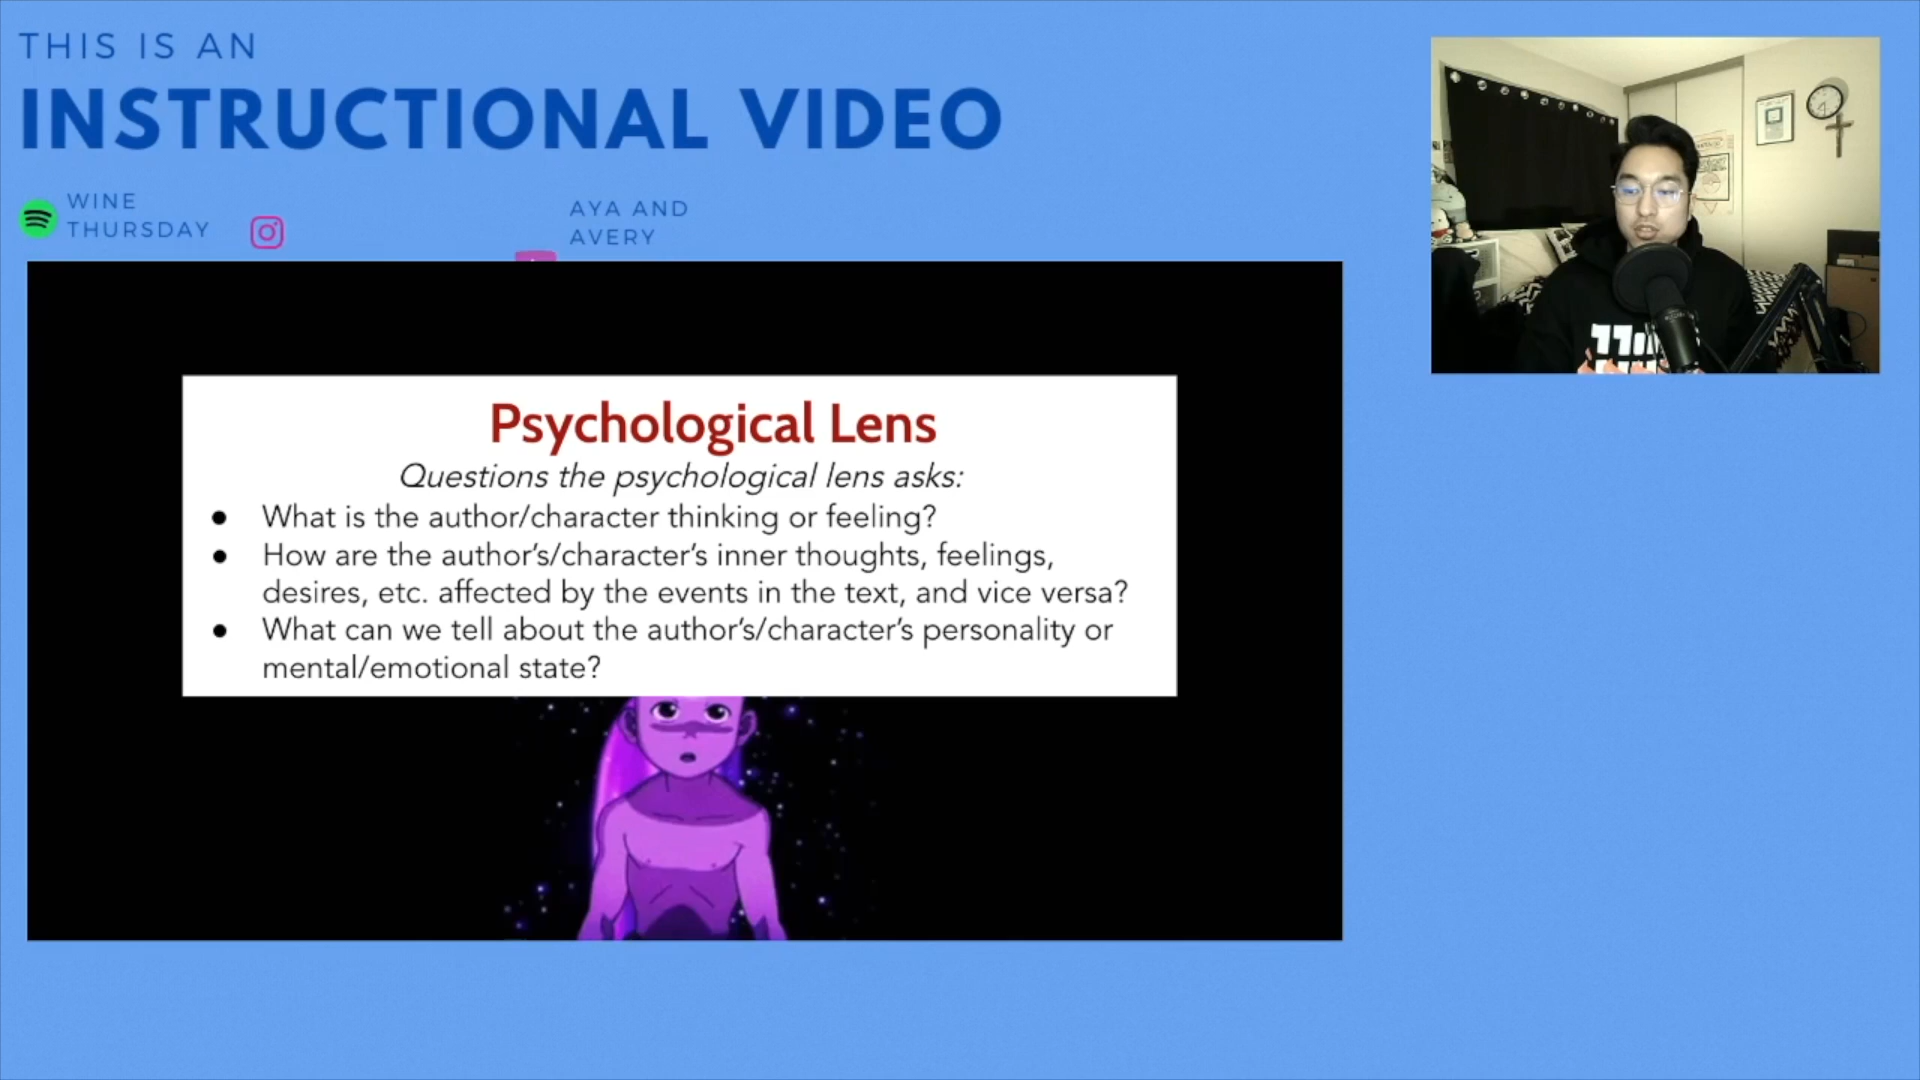 THIS IS AN
INSTRUCTIONAL VIDEO
WINE
THURSDAY
AYA AND
AVERY
Psychological Lens
Questions the psychological lens asks:
● What is the author/character thinking or feeling?
● How are the author’s/character’s inner thoughts, feelings,
desires, etc. affected by the events in the text, and vice versa?
● What can we tell about the author’s/character’s personality or
mental/emotional state?